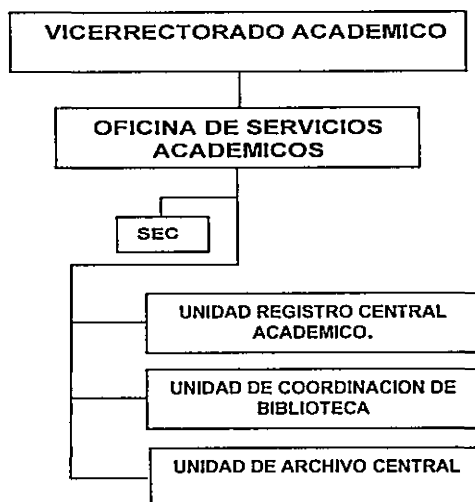 VICERRECTORADO ACADEMICO
OFICINA DE SERVICIOS
ACADEMICOS
SEC
UNIDAD REGISTRO CENTRAL
ACADEMICO.
UNIDAD DE COORDINACION DE
BIBLIOTECA
UNIDAD DE ARCHIVO CENTRAL